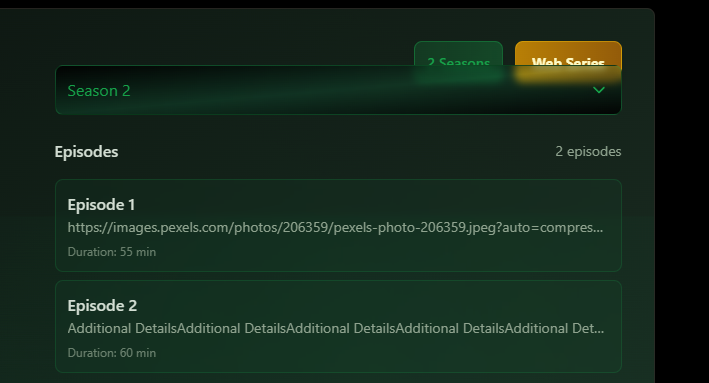 2 Seasons Web Series
Season 2
Episodes 2 episodes
Episode 1
https://images.pexels.com/photos/206359/pexels-photo-206359.jpeg?auto=compres...
Duration: 55 min
Episode 2
Additional DetailsAdditional DetailsAdditional DetailsAdditional DetailsAdditional Det...
Duration: 60 min